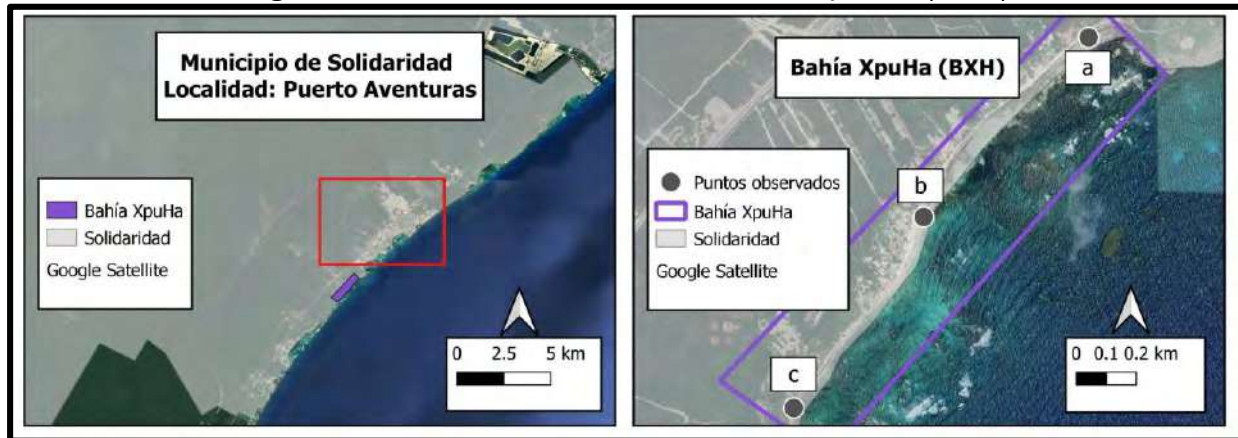 Municipio de Solidaridad
Localidad: Puerto Aventuras
Bahía XpuHa
Solidaridad
Google Satellite
0 2.5 5 km
Bahía XpuHa (BXH)
a
b
c
Puntos observados
Bahía XpuHa
Solidaridad
Google Satellite
0 0.1 0.2 km